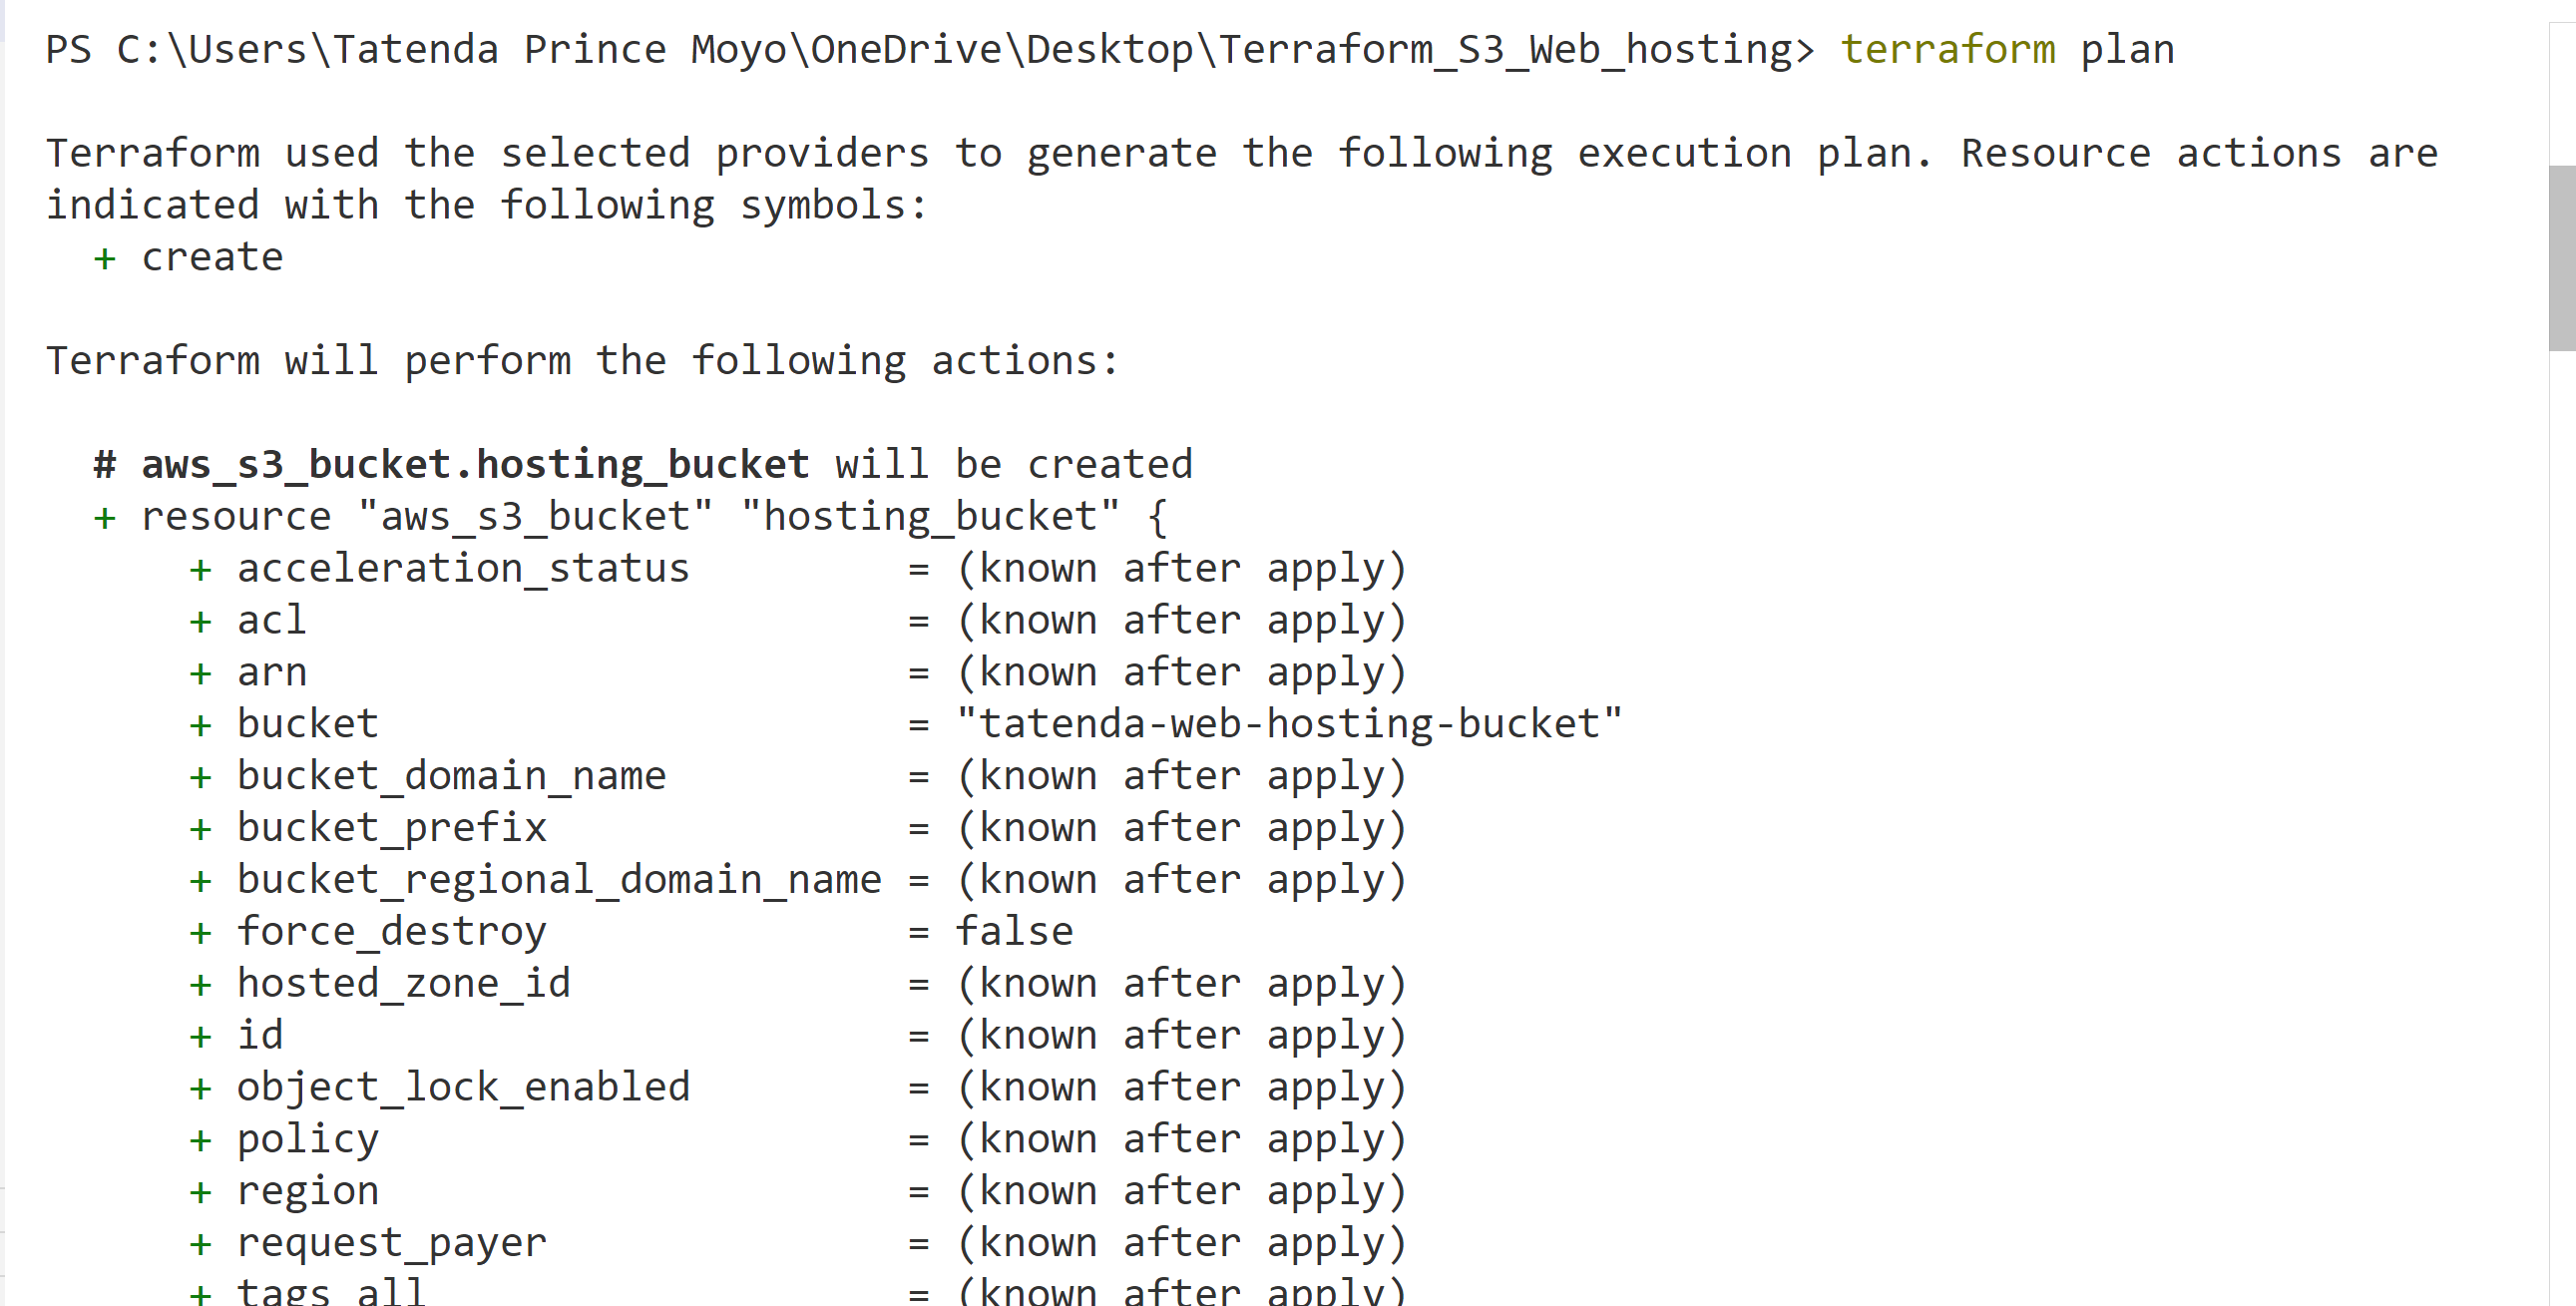 PS C:\Users\Tatenda Prince Moyo\OneDrive\Desktop\Terraform_S3_Web_hosting> terraform plan
Terraform used the selected providers to generate the following execution plan. Resource actions are
indicated with the following symbols:
+ create
Terraform will perform the following actions:
# aws_s3_bucket.hosting_bucket will be created
+ resource "aws_s3_bucket" "hosting_bucket" {
+ acceleration_status = (known after apply)
+ acl = (known after apply)
+ arn = (known after apply)
+ bucket = "tatenda-web-hosting-bucket"
+ bucket_domain_name = (known after apply)
+ bucket_prefix = (known after apply)
+ bucket_regional_domain_name = (known after apply)
+ force_destroy = false
+ hosted_zone_id = (known after apply)
+ id = (known after apply)
+ object_lock_enabled = (known after apply)
+ policy = (known after apply)
+ region = (known after apply)
+ request_payer = (known after apply)
+ tags_all = (known after apply)